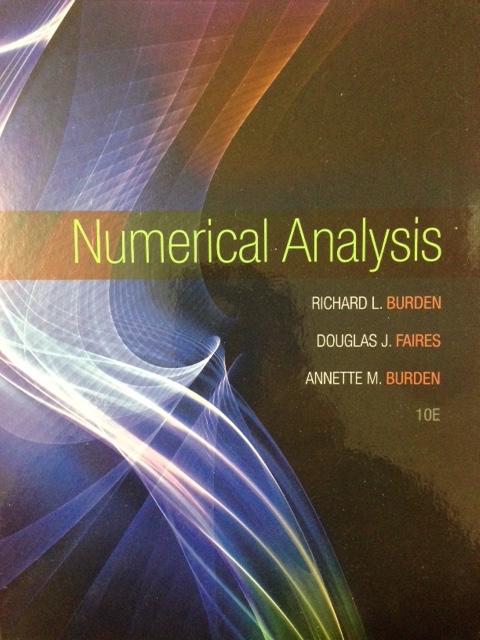 Numerical Analysis
RICHARD L. BURDEN
DOUGLAS J. FAIRES
ANNETTE M. BURDEN
10E